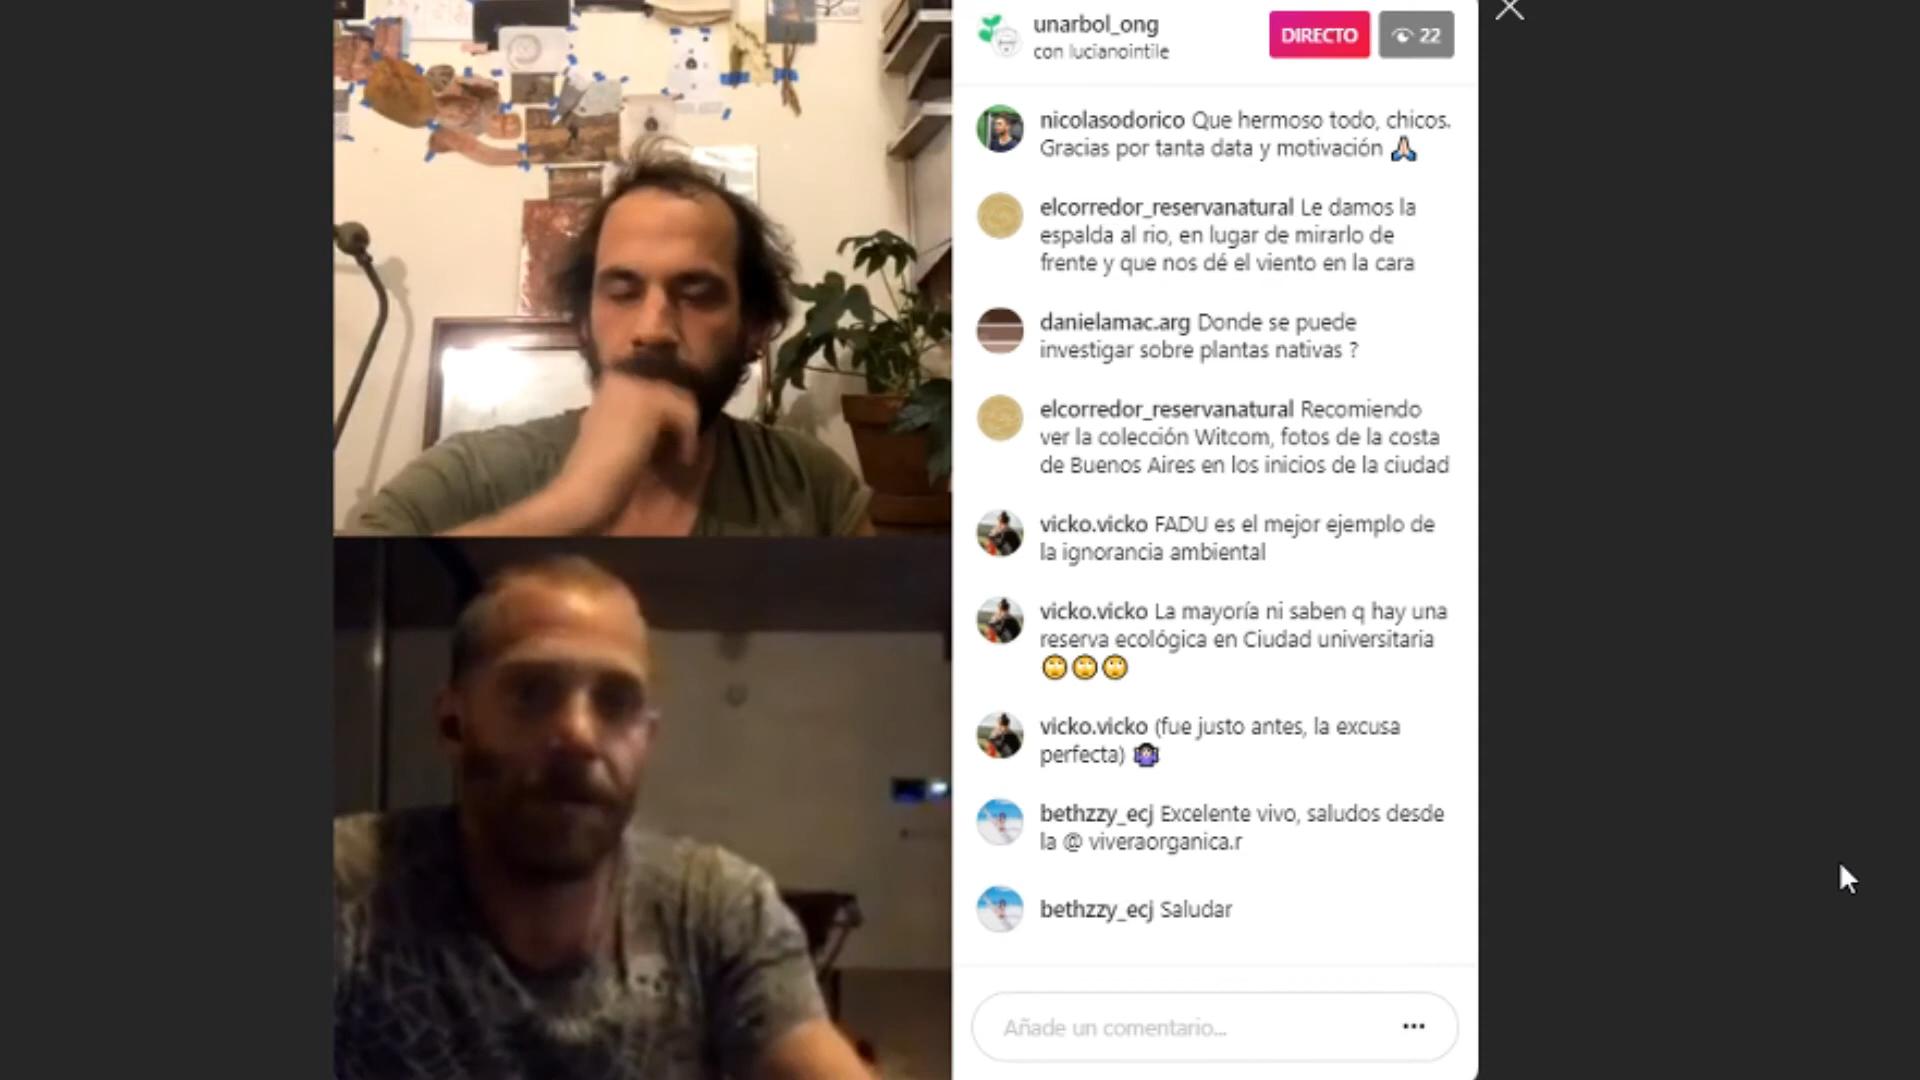 unarbol_ong
con lucianointile
DIRECTO
22
nicolasodorico Que hermoso todo, chicos.
Gracias por tanta data y motivación 🙏🏻
elcorredor_reservanatural Le damos la
espalda al rio, en lugar de mirarlo de
frente y que nos dé el viento en la cara
danielamac.arg Donde se puede
investigar sobre plantas nativas ?
elcorredor_reservanatural Recomiendo
ver la colección Witcom, fotos de la costa
de Buenos Aires en los inicios de la ciudad
vicko.vicko FADU es el mejor ejemplo de
la ignorancia ambiental
vicko.vicko La mayoría ni saben q hay una
reserva ecológica en Ciudad universitaria
🙄🙄🙄
vicko.vicko (fue justo antes, la excusa
perfecta) 🤷🏻‍♀️
bethzzy_ecj Excelente vivo, saludos desde
la @ viveraorganica.r
bethzzy_ecj Saludar
Añade un comentario...